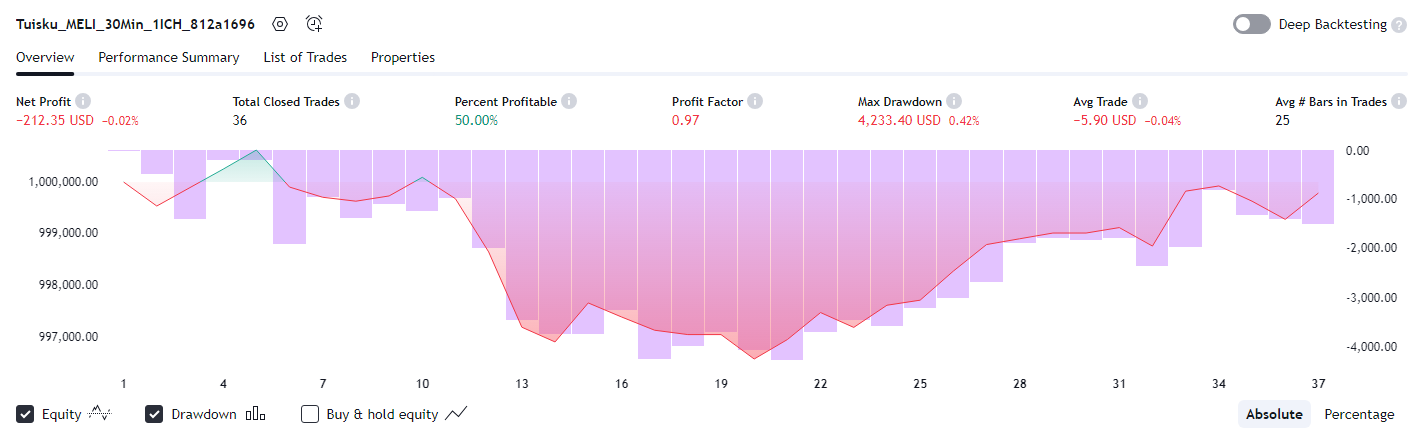 Tuisku_MELI_30Min_1ICH_812a1696 Deep Backtesting ?
Overview Performance Summary List of Trades Properties
Net Profit i Total Closed Trades i Percent Profitable i Profit Factor i Max Drawdown i Avg Trade i Avg # Bars in Trades i
−212.35 USD −0.02% 36 50.00% 0.97 4,233.40 USD 0.42% −5.90 USD −0.04% 25
0.00
1,000,000.00 -1,000.00
999,000.00 -2,000.00
998,000.00 -3,000.00
997,000.00 -4,000.00
1 4 7 10 13 16 19 22 25 28 31 34 37
Equity Drawdown Buy & hold equity Absolute Percentage